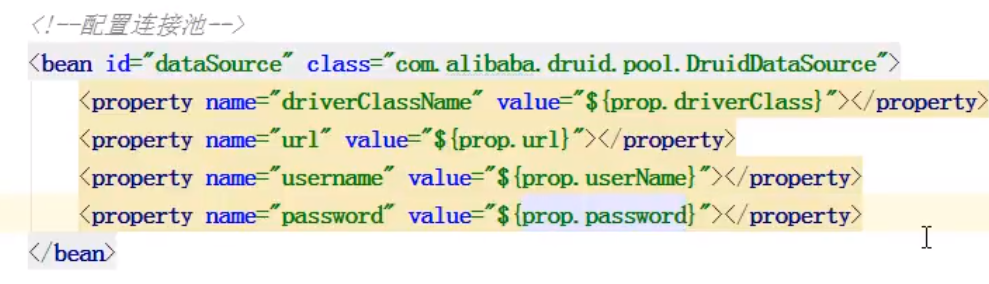 <!--配置连接池-->
<bean id="dataSource" class="com.alibaba.druid.pool.DruidDataSource">
<property name="driverClassName" value="${prop.driverClass}"></property>
<property name="url" value="${prop.url}"></property>
<property name="username" value="${prop.userName}"></property>
<property name="password" value="${prop.password}"></property>
</bean>